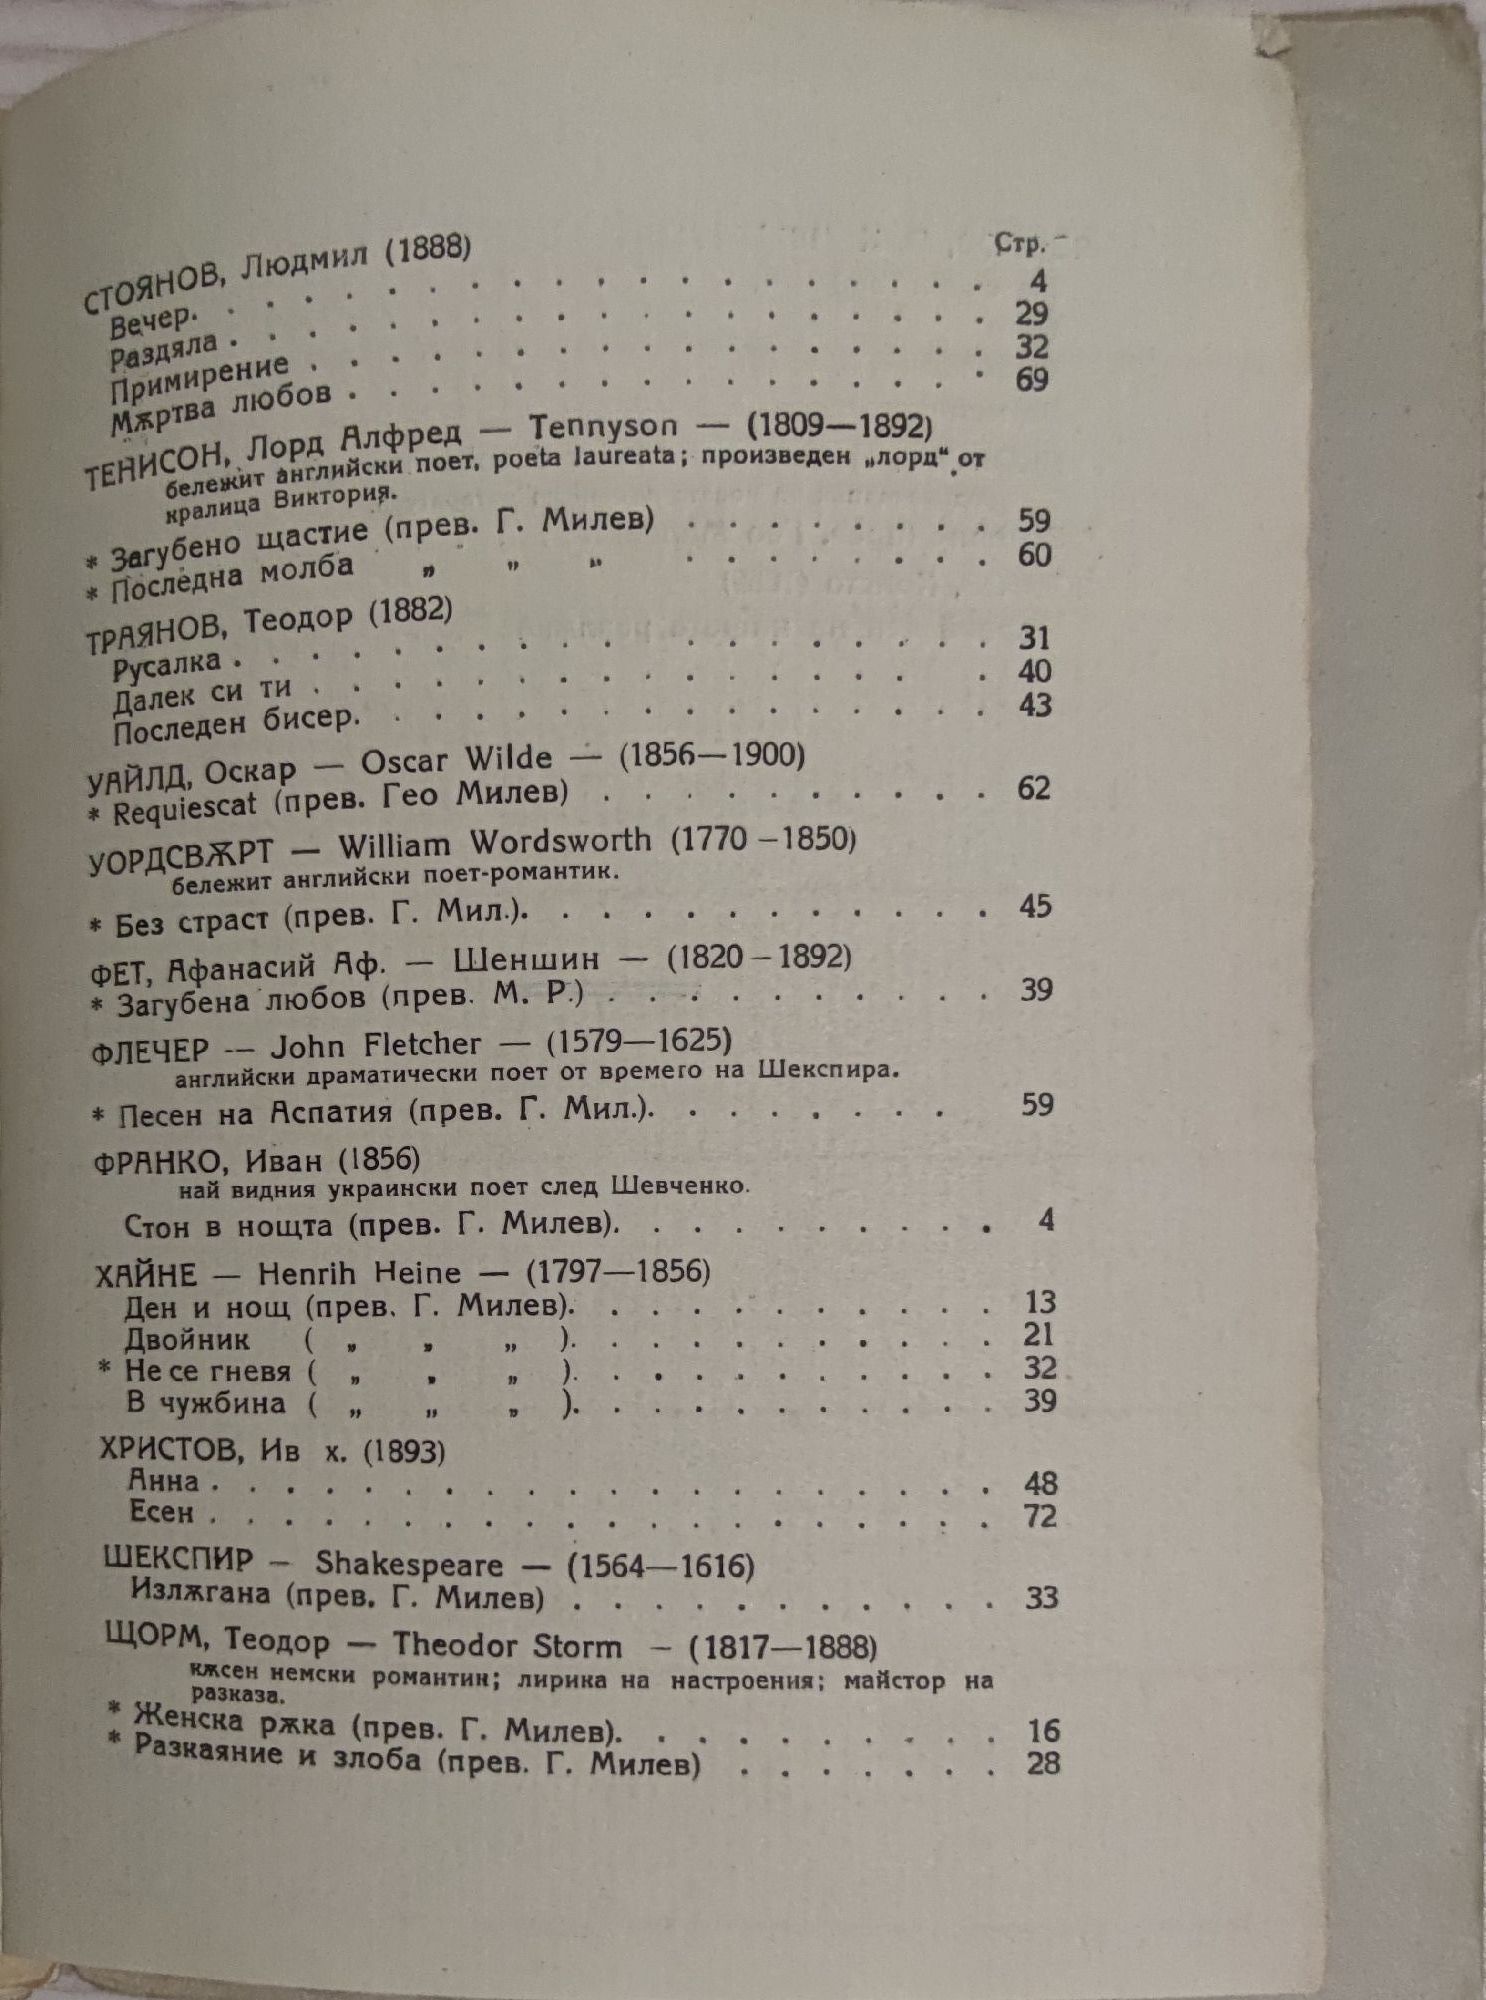 Стр.
СТОЯНОВ, Людмил (1888)
Вечер. . . . . . . . . . . . . . . . . . . . 4
Раздяла . . . . . . . . . . . . . . . . . . . 29
Примирение . . . . . . . . . . . . . . . . . 32
Мѫртва любов . . . . . . . . . . . . . . . . 69
ТЕНИСОН, Лорд Алфред — Tennyson — (1809—1892)
бележит английски поет, poeta laureata; произведен „лорд“ от
кралица Виктория.
* Загубено щастие (прев. Г. Милев) . . . . . . . . 59
* Последна молба „ „ „ . . . . . . . . 60
ТРАЯНОВ, Теодор (1882)
Русалка . . . . . . . . . . . . . . . . . . . 31
Далек си ти . . . . . . . . . . . . . . . . 40
Последен бисер. . . . . . . . . . . . . . . . 43
УАЙЛД, Оскар — Oscar Wilde — (1856—1900)
* Requiescat (прев. Гео Милев) . . . . . . . . . . 62
УОРДСВѪРТ — William Wordsworth (1770 –1850)
бележит английски поет-романтик.
* Без страст (прев. Г. Мил.). . . . . . . . . . . . 45
ФЕТ, Афанасий Аф. — Шеншин — (1820 – 1892)
* Загубена любов (прев. М. Р.) . . . . . . . . . . 39
ФЛЕЧЕР — John Fletcher — (1579—1625)
английски драматически поет от времето на Шекспира.
* Песен на Аспатия (прев. Г. Мил.). . . . . . . . 59
ФРАНКО, Иван (1856)
най видния украински поет след Шевченко.
Стон в нощта (прев. Г. Милев). . . . . . . . . . 4
ХАЙНЕ — Henrih Heine — (1797—1856)
Ден и нощ (прев. Г. Милев). . . . . . . . . . . 13
Двойник ( „ „ „ ). . . . . . . . . . . 21
* Не се гневя ( „ „ „ ). . . . . . . . . . . 32
В чужбина ( „ „ „ ). . . . . . . . . . . 39
ХРИСТОВ, Ив х. (1893)
Анна . . . . . . . . . . . . . . . . . . . . 48
Есен . . . . . . . . . . . . . . . . . . . . 72
ШЕКСПИР – Shakespeare — (1564—1616)
Излѫгана (прев. Г. Милев) . . . . . . . . . . . 33
ЩОРМ, Теодор — Theodor Storm – (1817—1888)
кѫсен немски романтик; лирика на настроения; майстор на
разказа.
* Женска рѫка (прев. Г. Милев). . . . . . . . . . 16
* Разкаяние и злоба (прев. Г. Милев) . . . . . . . 28